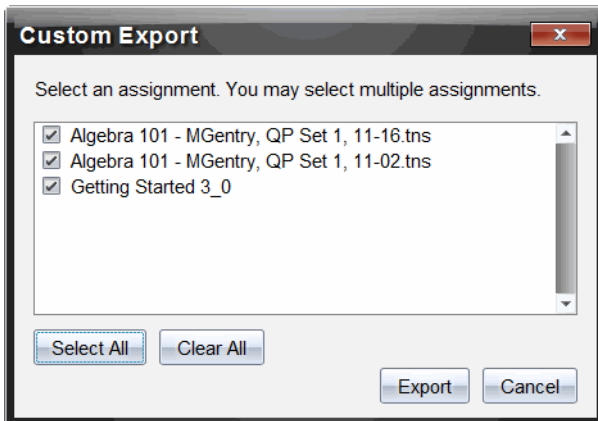 Custom Export
x
Select an assignment. You may select multiple assignments.
Algebra 101 - MGentry, QP Set 1, 11-16.tns
Algebra 101 - MGentry, QP Set 1, 11-02.tns
Getting Started 3_0
Select All Clear All
Export Cancel